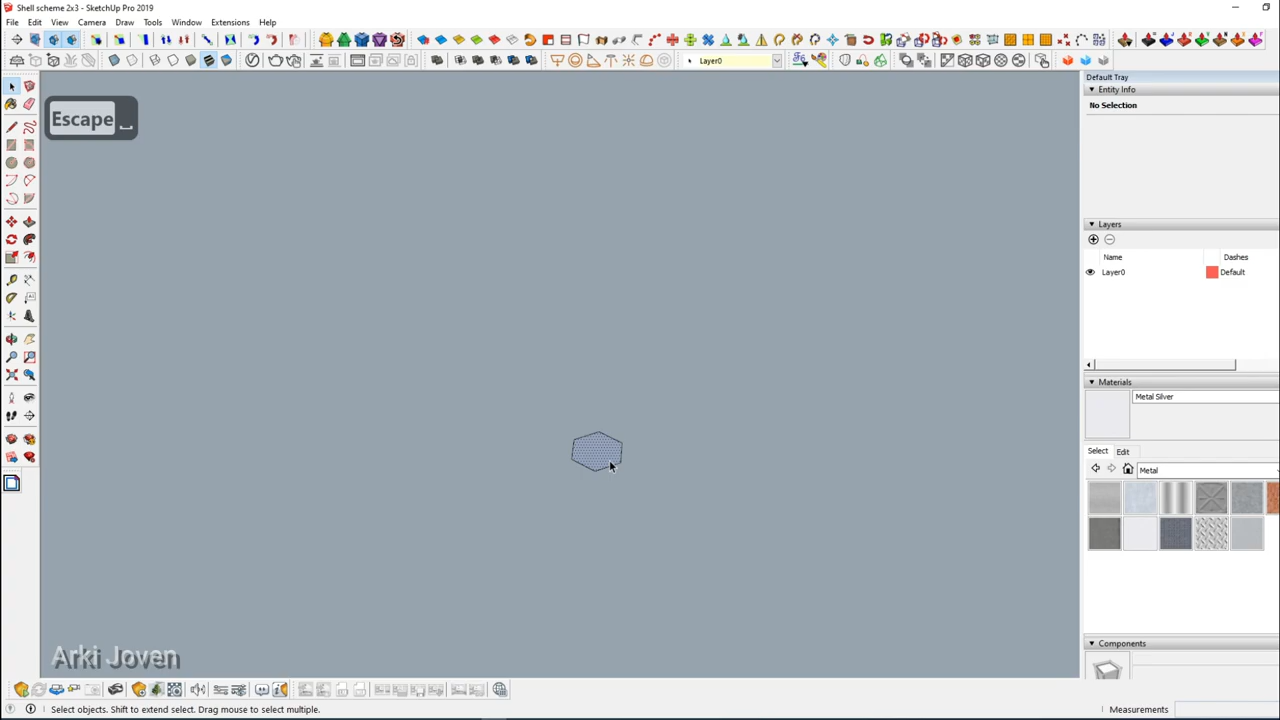 Shell scheme 2x3 - SketchUp Pro 2019
File Edit View Camera Draw Tools Window Extensions Help
Layer0
Default Tray
Entity Info
No Selection
Escape
Layers
Name Dashes
Layer0 Default
Materials
Metal Silver
Select Edit
Metal
Components
Arki Joven
Select objects. Shift to extend select. Drag mouse to select multiple.
Measurements